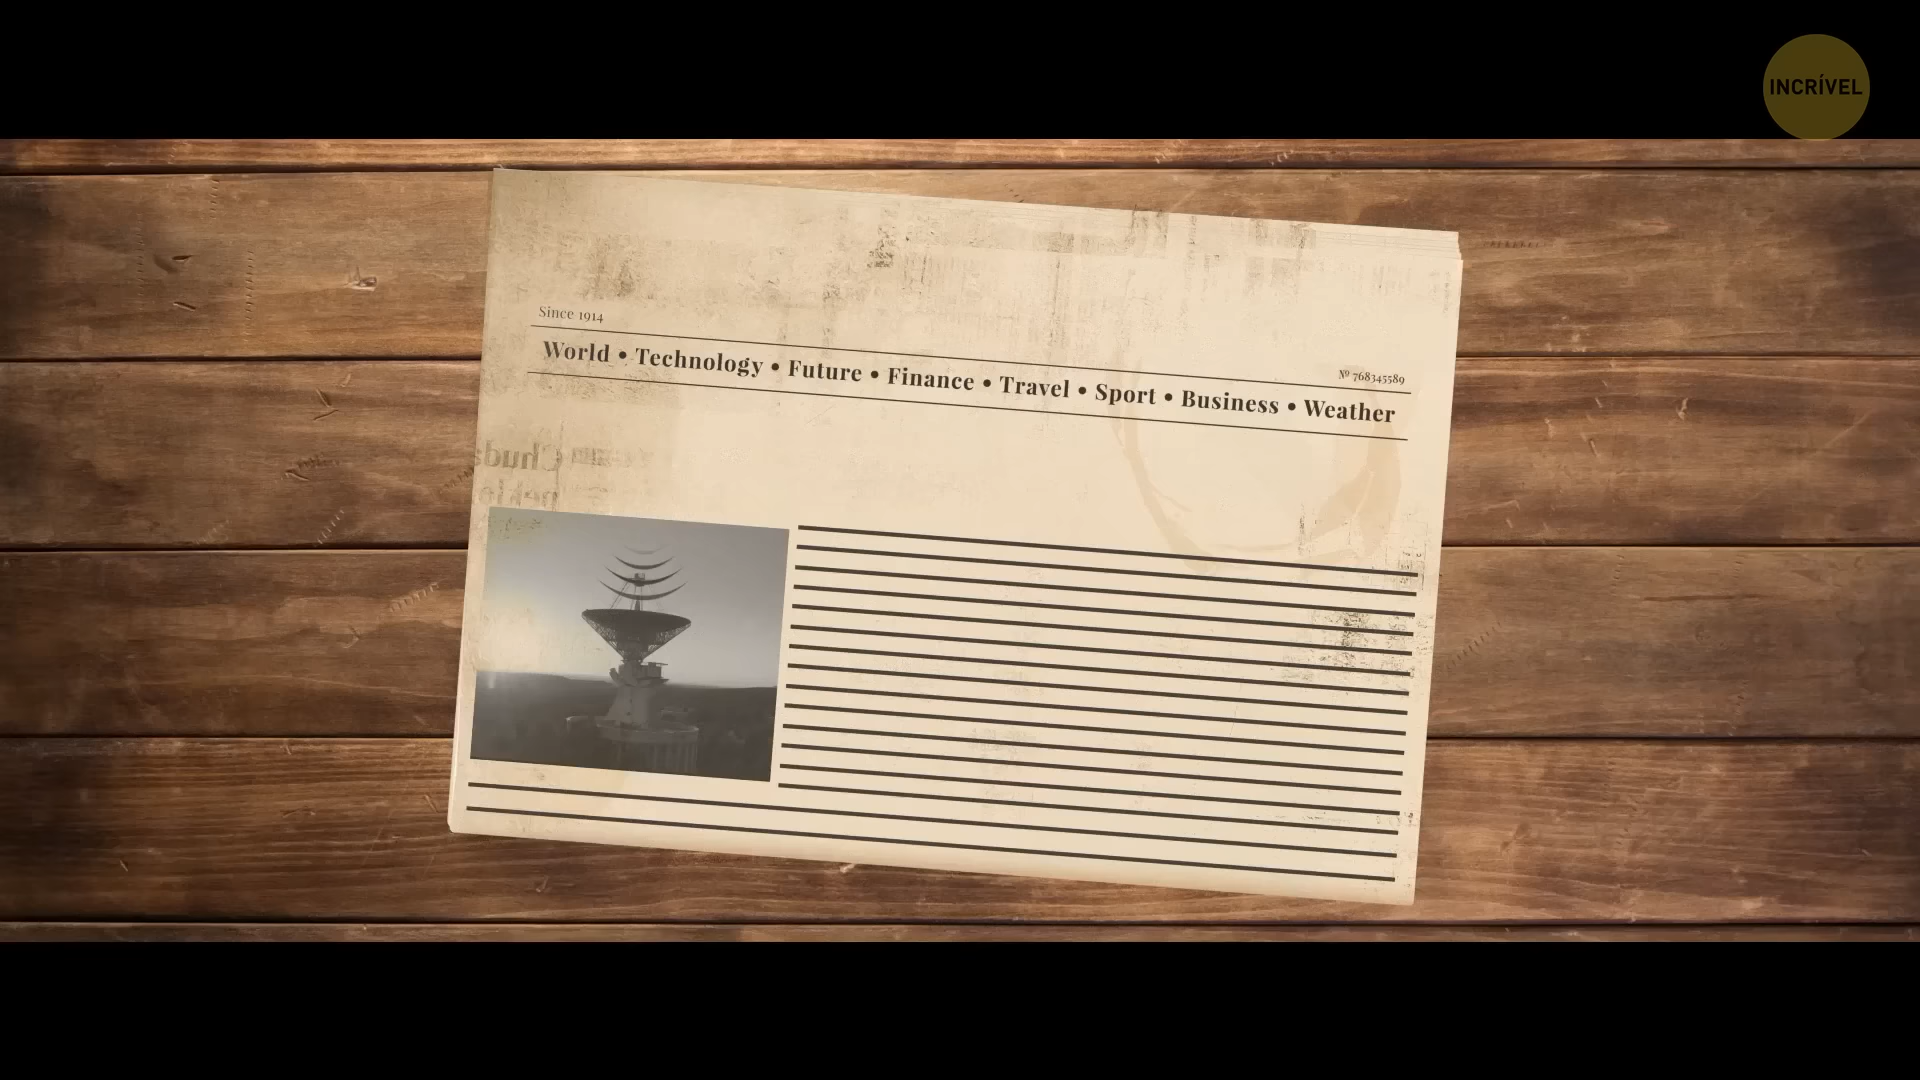 INCRÍVEL
Since 1914
Nº 768345589
World • Technology • Future • Finance • Travel • Sport • Business • Weather